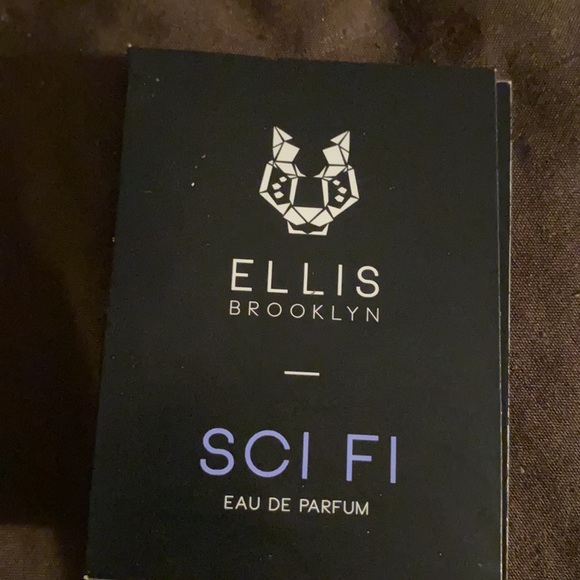 ELLIS
BROOKLYN
SCI FI
EAU DE PARFUM